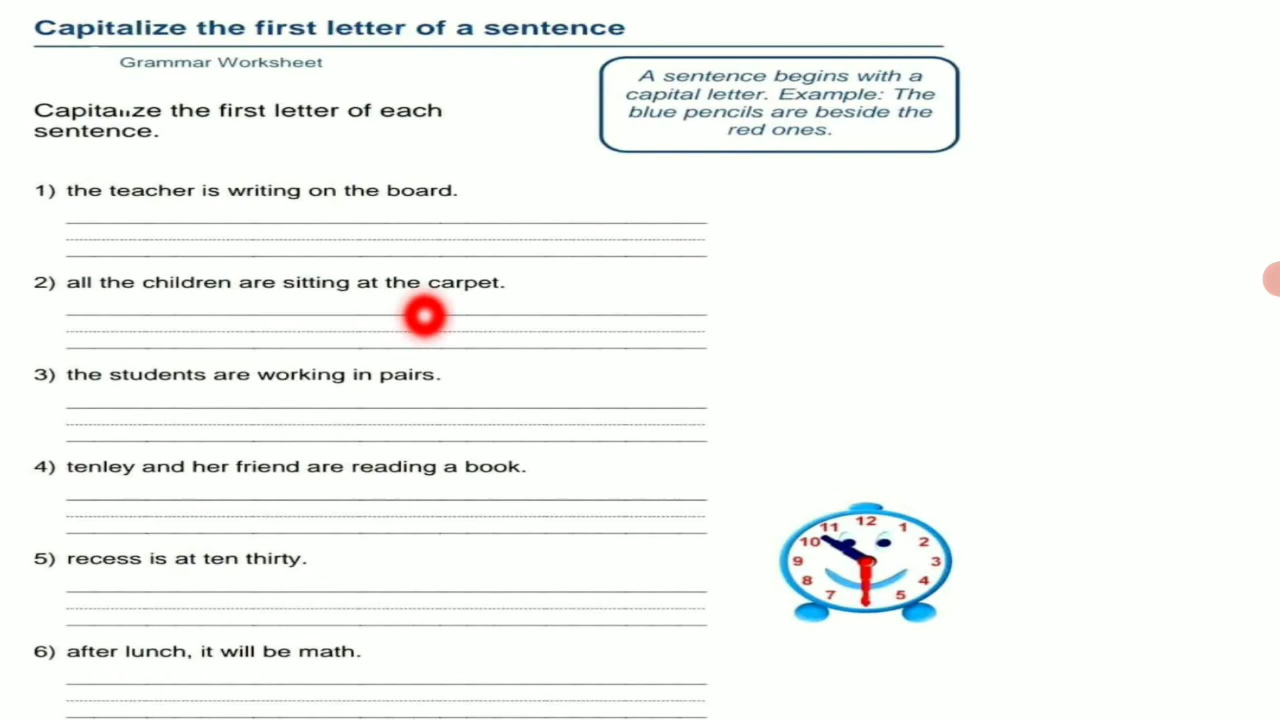 Capitalize the first letter of a sentence
Grammar Worksheet
A sentence begins with a
capital letter. Example: The
blue pencils are beside the
red ones.
Capitalize the first letter of each
sentence.
1) the teacher is writing on the board.
2) all the children are sitting at the carpet.
3) the students are working in pairs.
4) tenley and her friend are reading a book.
5) recess is at ten thirty.
12
11 1
10 2
9 3
8 4
7 5
6) after lunch, it will be math.